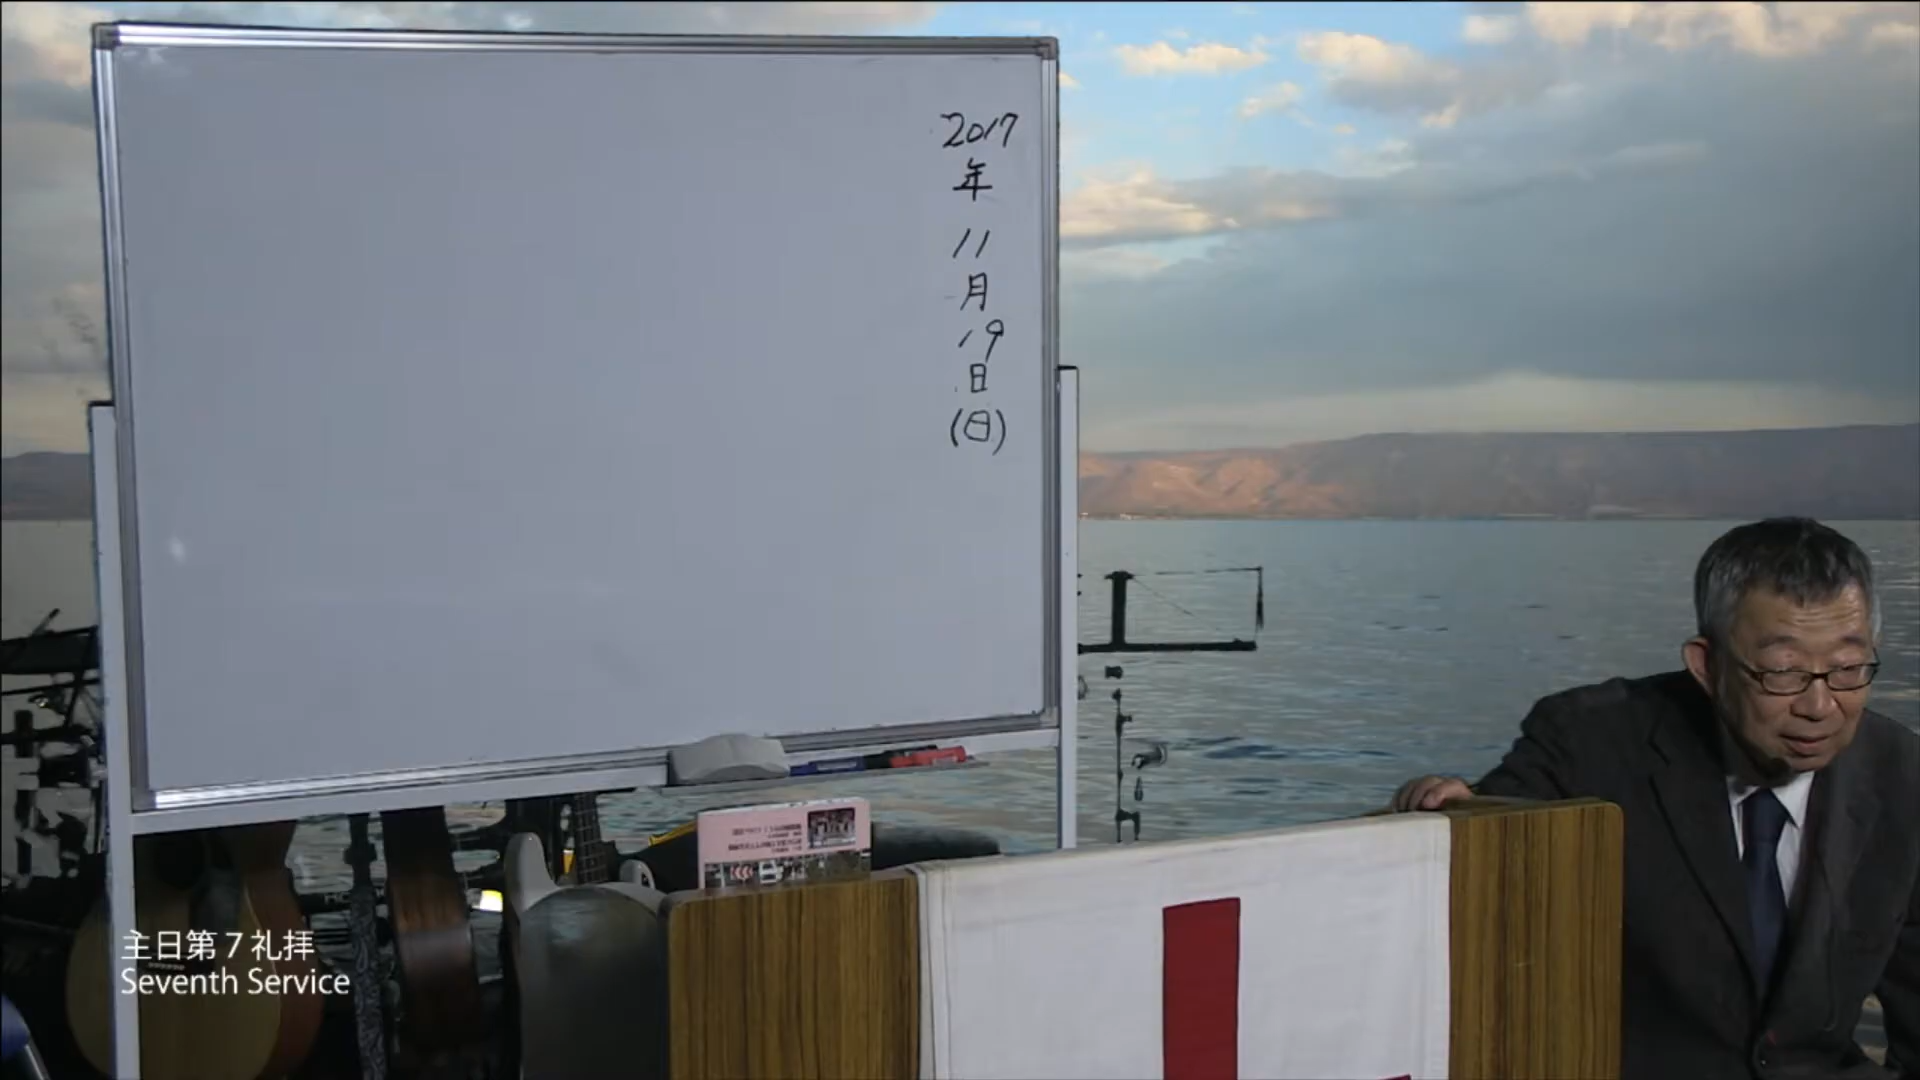 2017
年
11
月
19
日
(日)
主日第７礼拝
Seventh Service